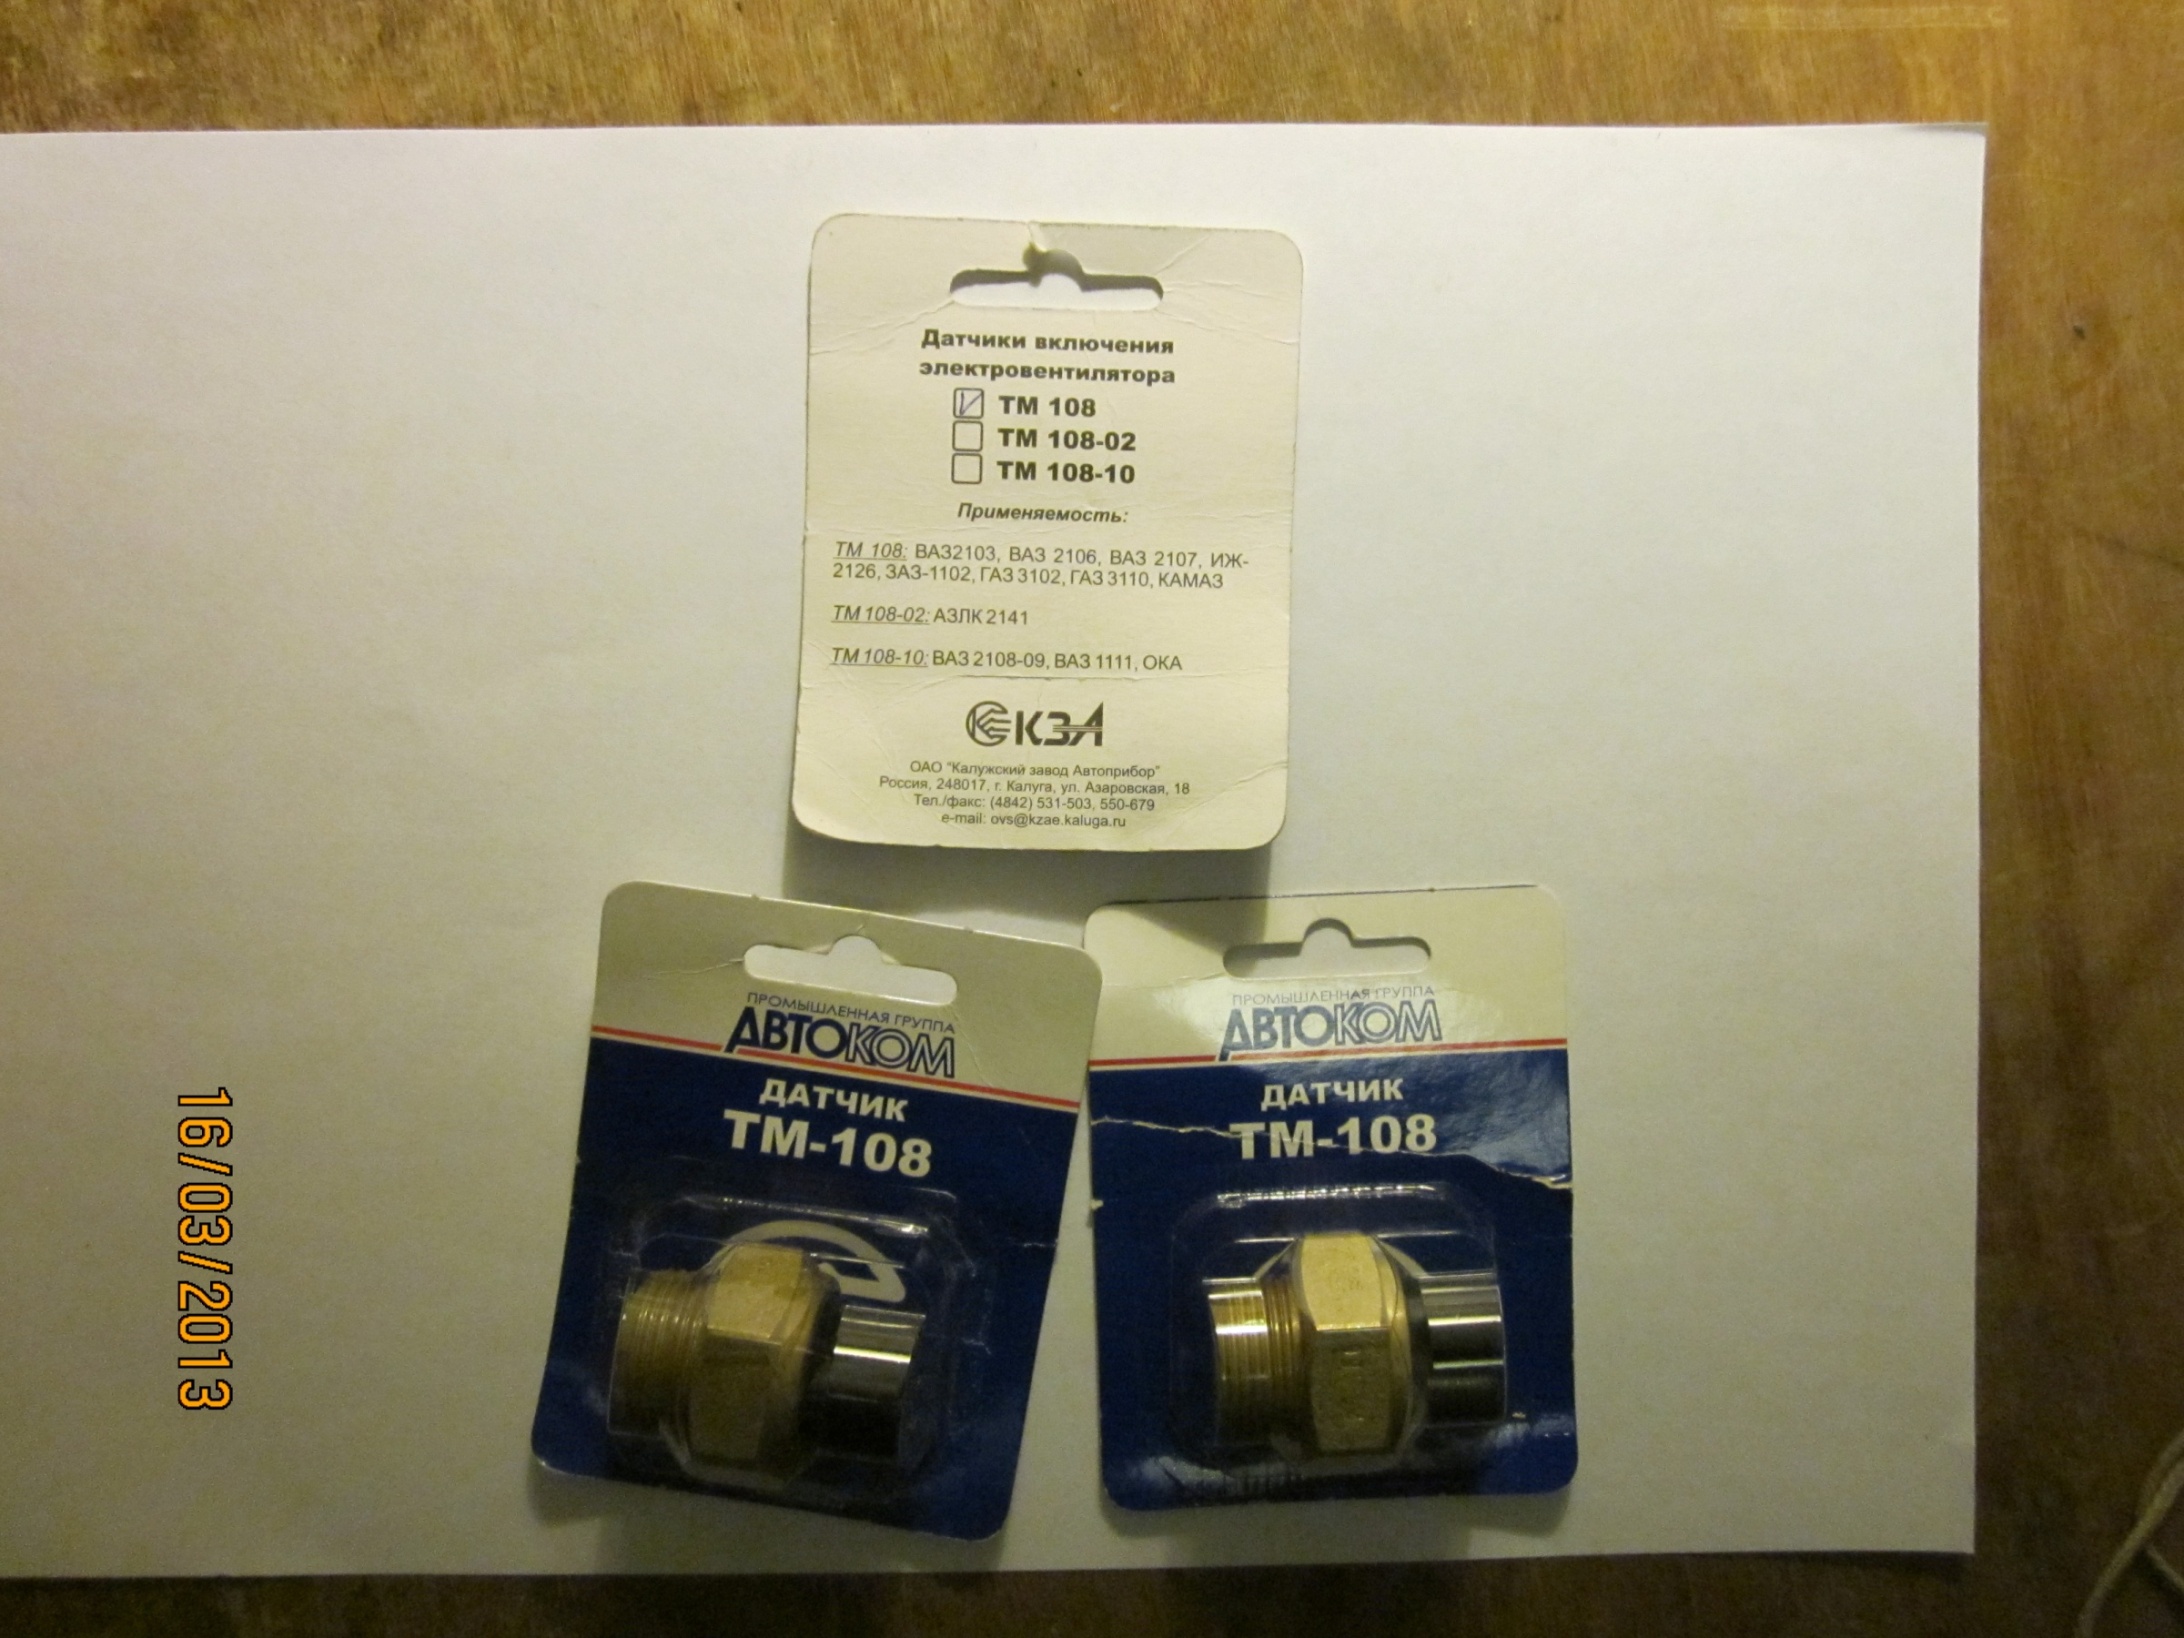 Датчики включения
электровентилятора
ТМ 108
ТМ 108-02
ТМ 108-10
Применяемость:
ТМ 108: ВАЗ2103, ВАЗ 2106, ВАЗ 2107, ИЖ-
2126, ЗАЗ-1102, ГАЗ 3102, ГАЗ 3110, КАМАЗ
ТМ 108-02: АЗЛК 2141
ТМ 108-10: ВАЗ 2108-09, ВАЗ 1111, ОКА
КЗА
ОАО "Калужский завод Автоприбор"
Россия, 248017, г. Калуга, ул. Азаровская, 18
Тел./факс: (4842) 531-503, 550-679
e-mail: ovs@kzae.kaluga.ru
ПРОМЫШЛЕННАЯ ГРУППА
АВТОКОМ
ДАТЧИК
ТМ-108
ПРОМЫШЛЕННАЯ ГРУППА
АВТОКОМ
ДАТЧИК
ТМ-108
16/03/2013